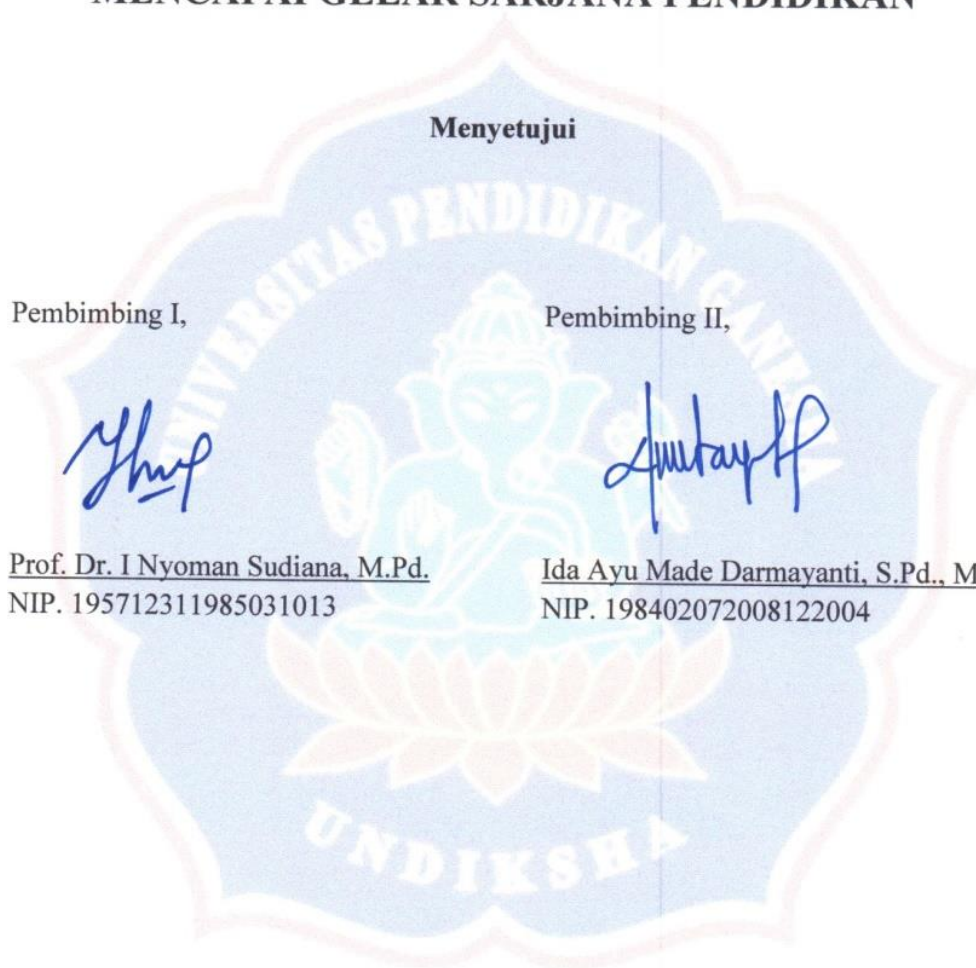 MENCAPAI GELAR SARJANA PENDIDIKAN
Menyetujui
UNIVERSITAS PENDIDIKAN GANESHA
Pembimbing I,
Pembimbing II,
Prof. Dr. I Nyoman Sudiana, M.Pd.
NIP. 195712311985031013
Ida Ayu Made Darmayanti, S.Pd., M
NIP. 198402072008122004
UNDIKSHA